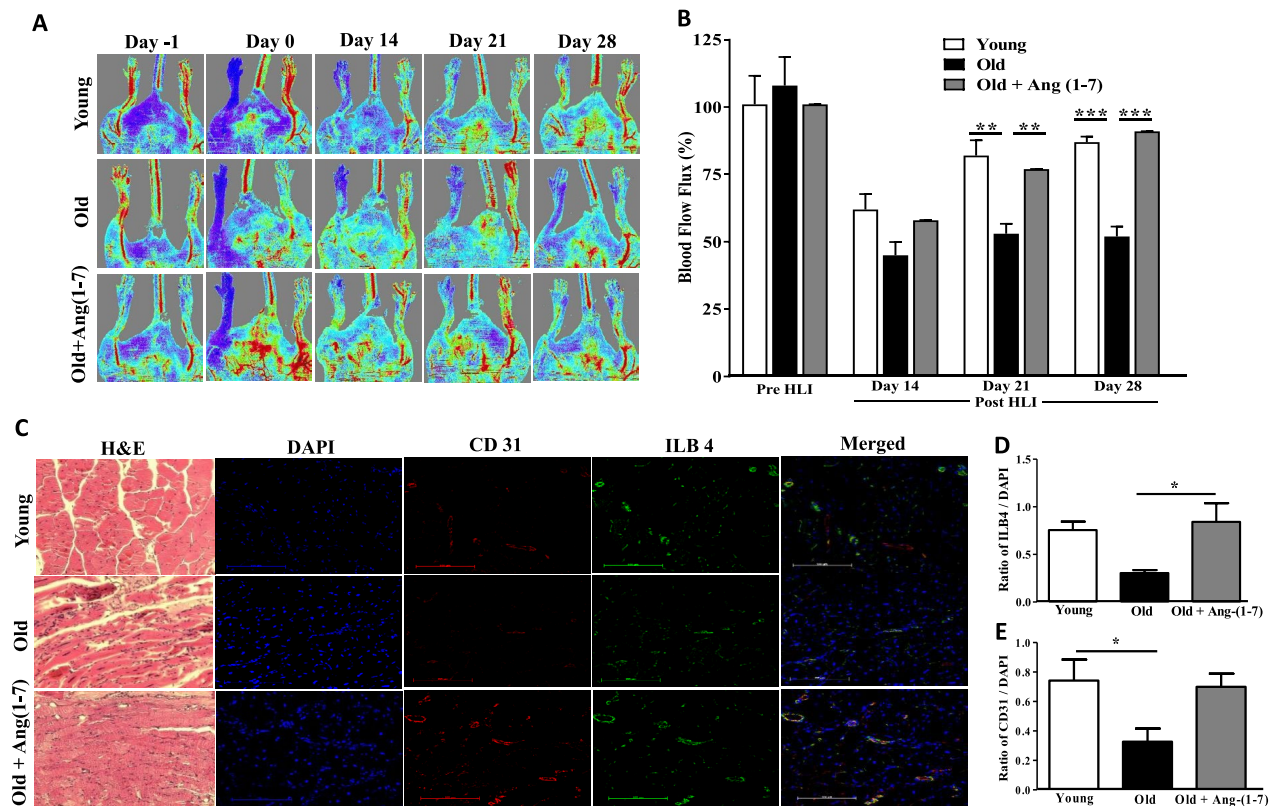 A
Day -1 Day 0 Day 14 Day 21 Day 28
Young
Old
Old+Ang(1-7)
B
Young
Old
Old + Ang (1-7)
Blood Flow Flux (%)
125
100
75
50
25
0
** ** *** ***
Pre HLI Day 14 Day 21 Day 28
Post HLI
C
H&E DAPI CD 31 ILB 4 Merged
Young
Old
Old + Ang(1-7)
D
Ratio of ILB4 / DAPI
1.5
1.0
0.5
0.0
*
Young Old Old + Ang-(1-7)
E
Ratio of CD31 / DAPI
1.0
0.8
0.6
0.4
0.2
0.0
*
Young Old Old + Ang-(1-7)